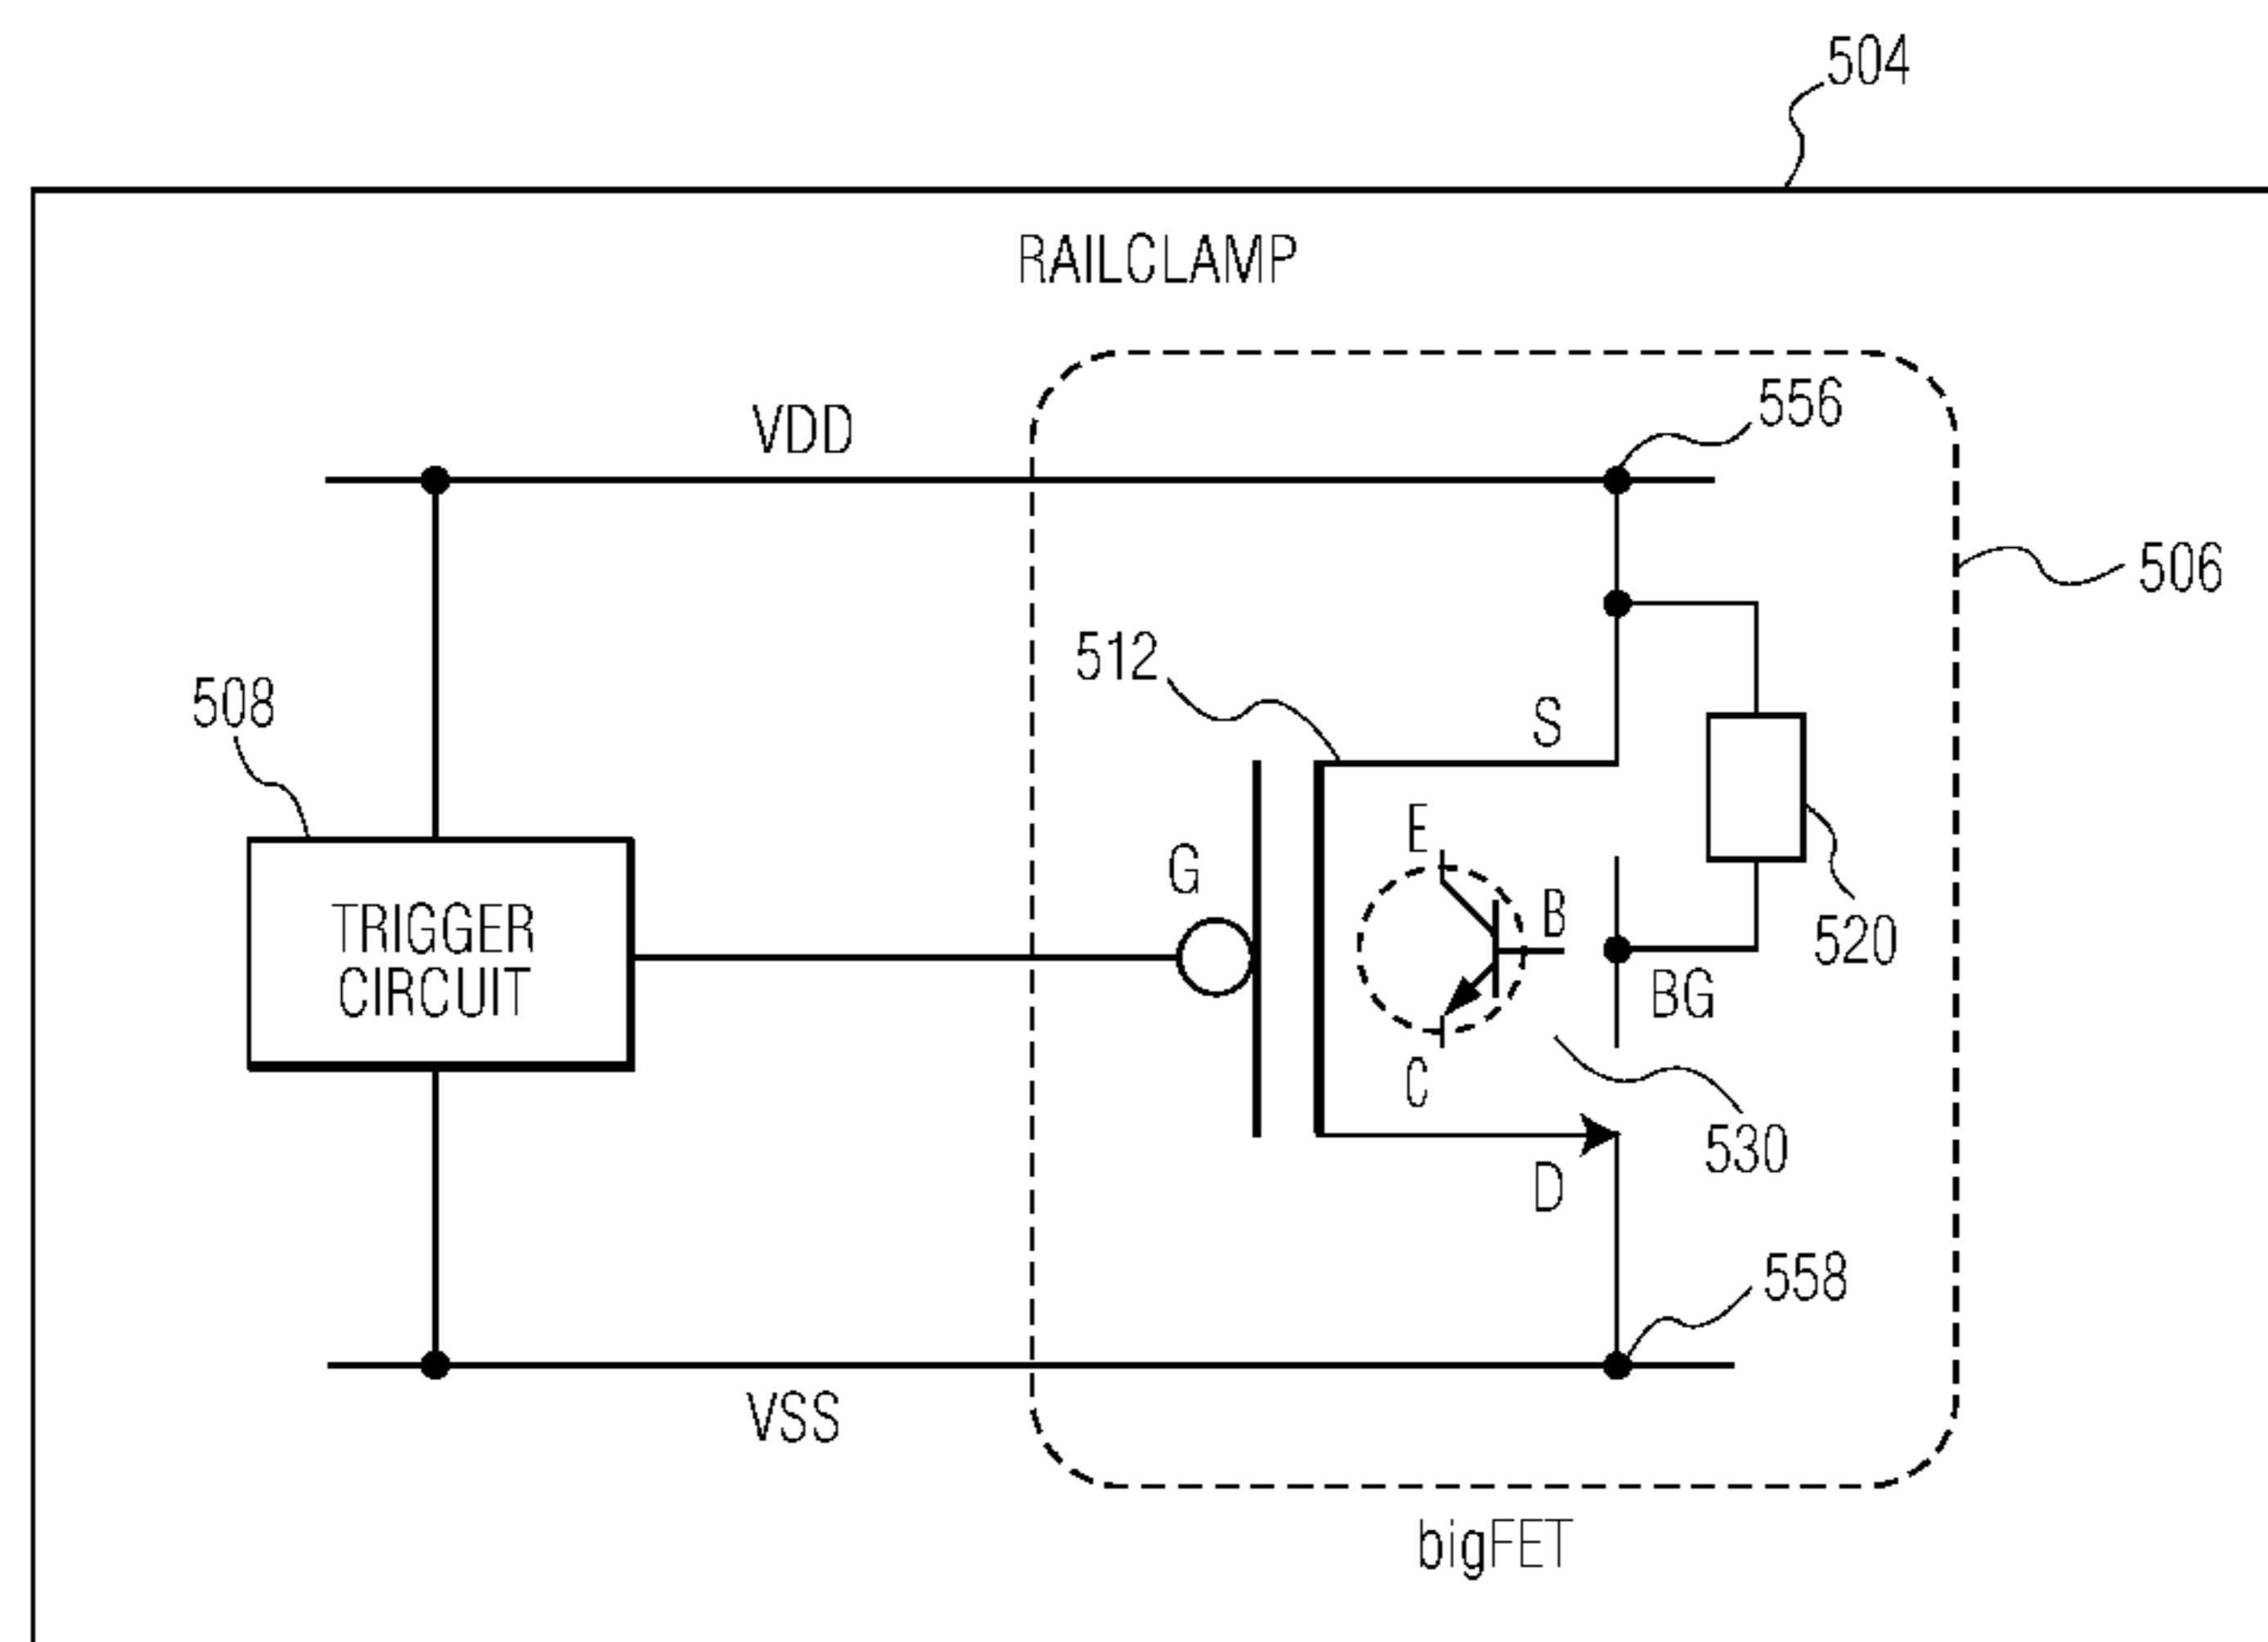 504
RAILCLAMP
VDD
556
506
512
508
S
E
G
B
TRIGGER
CIRCUIT
520
BG
C
530
D
558
VSS
bigFET